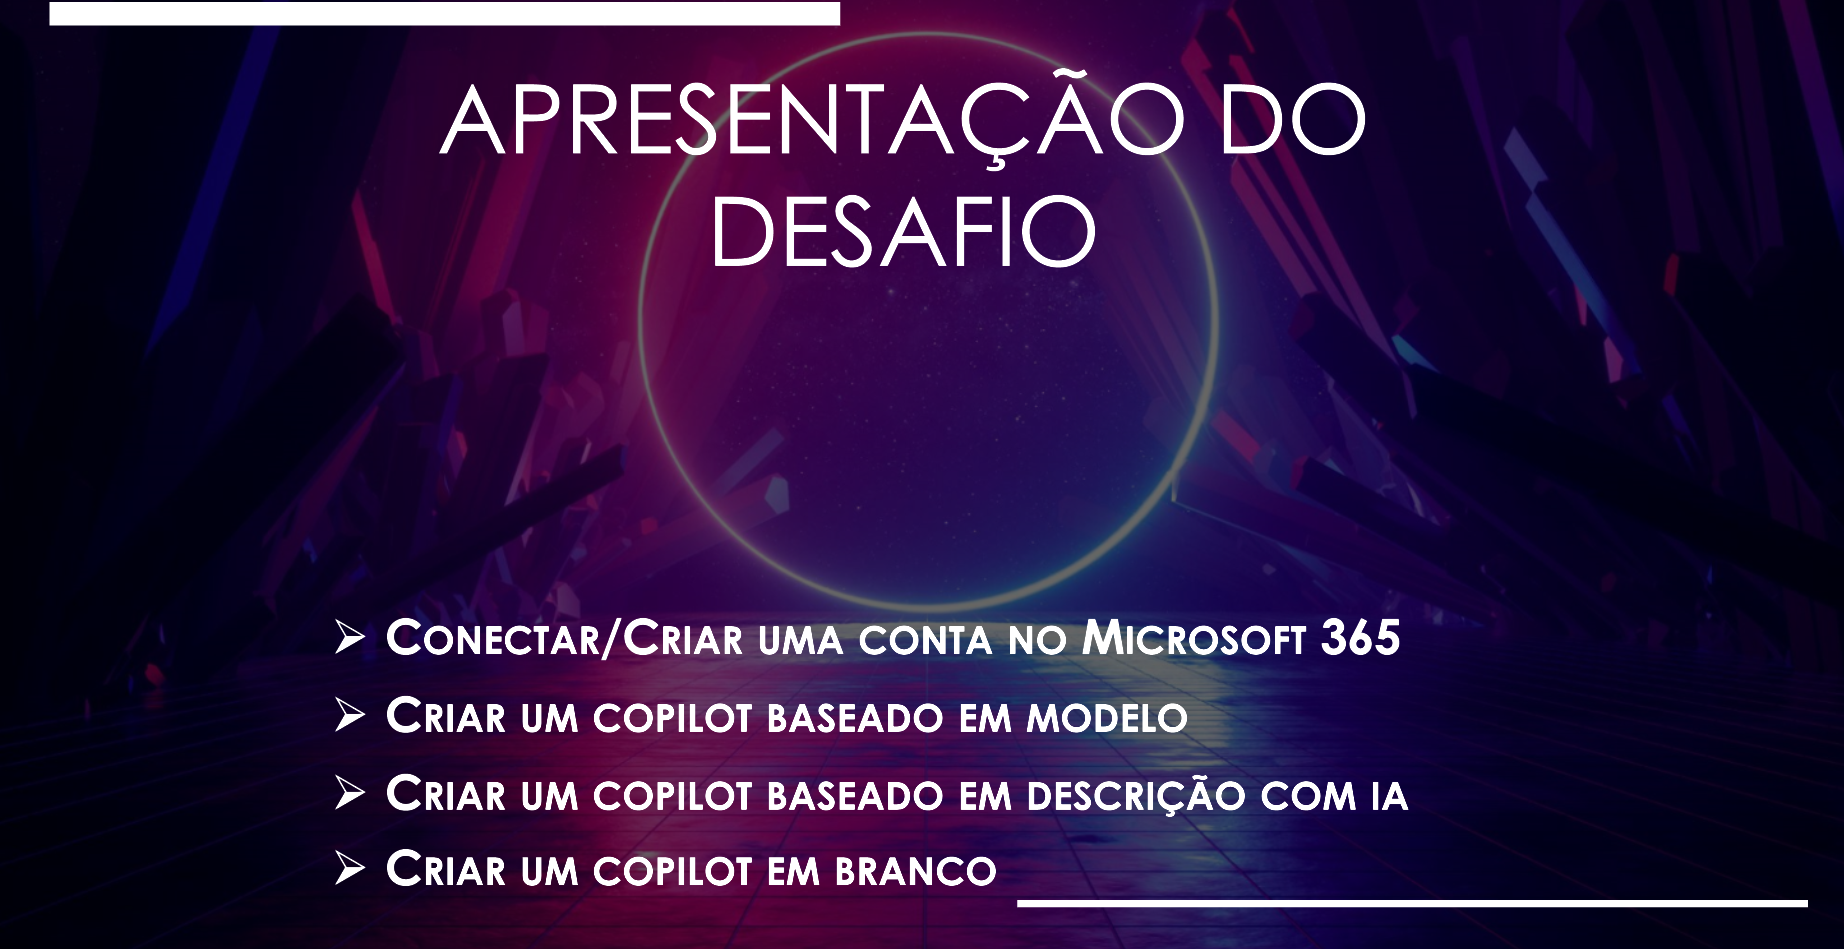 APRESENTAÇÃO DO
DESAFIO
➢ Conectar/Criar uma conta no Microsoft 365
➢ Criar um copilot baseado em modelo
➢ Criar um copilot baseado em descrição com ia
➢ Criar um copilot em branco